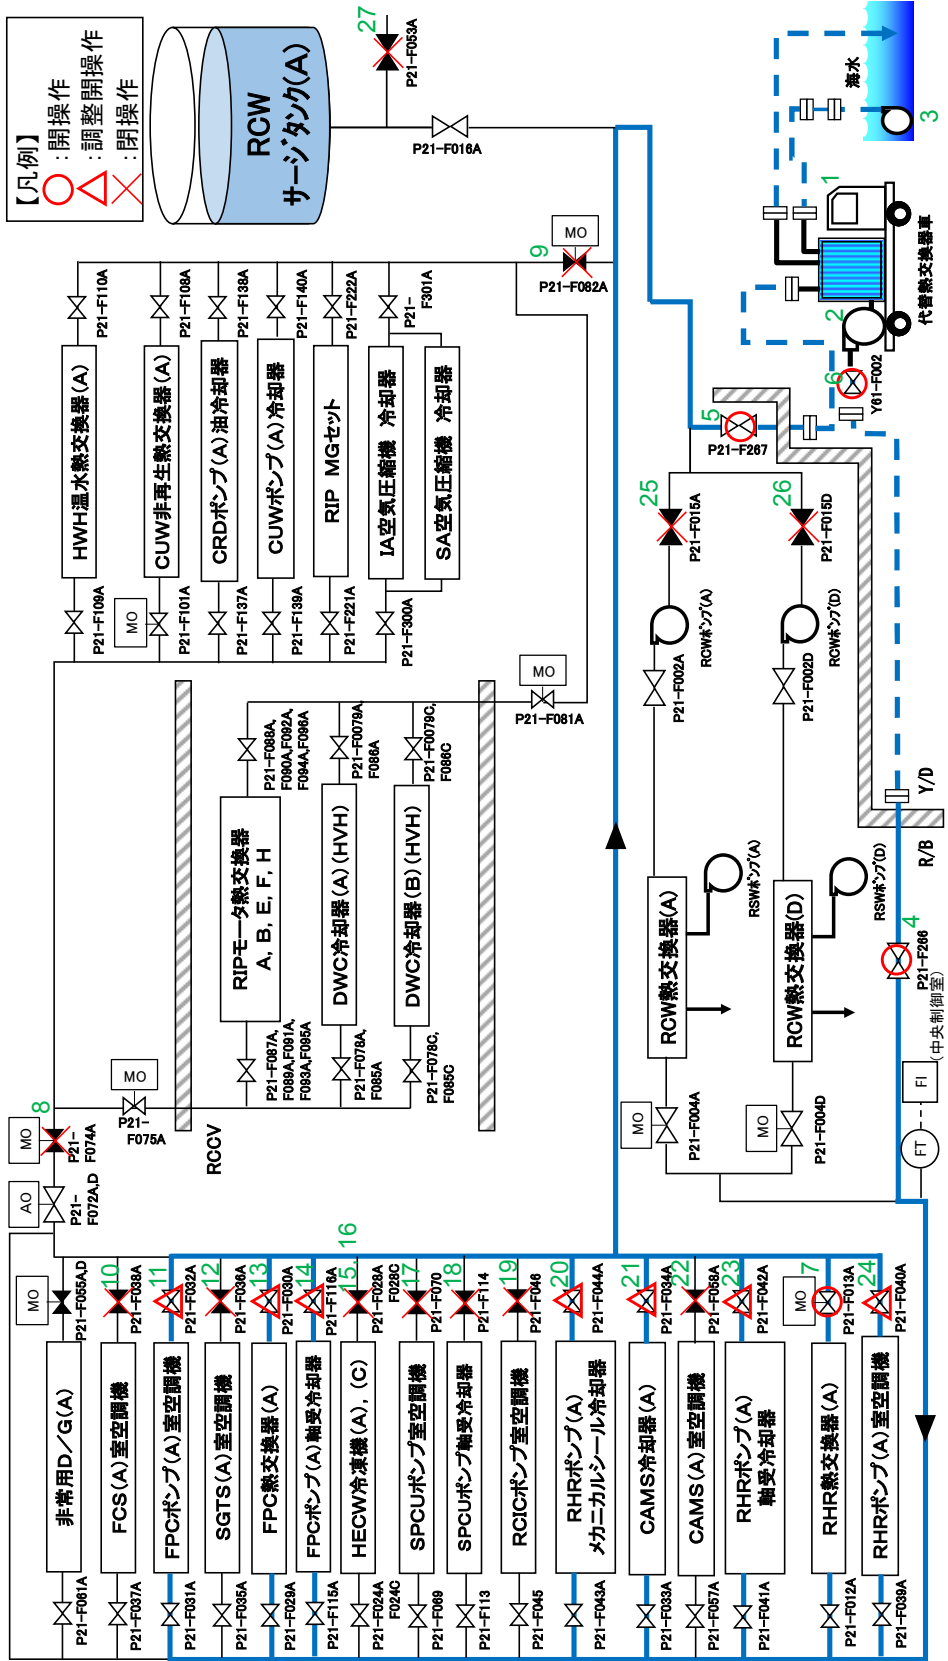 【凡例】
○:開操作
△:調整開操作
×:閉操作
RCW
サージタンク(A)
27
P21-F053A
P21-F016A
海水
3
1
代替熱交換器車
2
6
Y61-F002
5
P21-F267
MO
9
P21-F082A
P21-F110A
P21-F108A
P21-F138A
P21-F140A
P21-F222A
P21-
F301A
HWH温水熱交換器(A)
CUW非再生熱交換器(A)
CRDポンプ(A)油冷却器
CUWポンプ(A)冷却器
RIP MGセット
IA空気圧縮機 冷却器
SA空気圧縮機 冷却器
P21-F109A
MO
P21-F101A
P21-F137A
P21-F139A
P21-F221A
P21-F300A
MO
P21-F081A
P21-F088A,
F090A,F092A,
F094A,F096A
P21-F0079A,
F086A
P21-F0079C,
F086C
RIPモータ熱交換器
A, B, E, F, H
DWC冷却器(A)(HVH)
DWC冷却器(B)(HVH)
P21-F087A,
F089A,F091A,
F093A,F095A
P21-F078A,
F085A
P21-F078C,
F085C
RCCV
MO
P21-
F075A
8
MO
P21-
F074A
AO
P21-
F072A,D
25
P21-F015A
26
P21-F015D
RCWポンプ(A)
RCWポンプ(D)
P21-F002A
P21-F002D
RSWポンプ(A)
RSWポンプ(D)
RCW熱交換器(A)
RCW熱交換器(D)
MO
P21-F004A
MO
P21-F004D
Y/D
R/B
4
P21-F266
(中央制御室)
FI
FT
MO
P21-F055A,D
10
P21-F038A
11
P21-F032A
12
P21-F036A
13
P21-F030A
14
P21-F116A
15,
16
P21-F028A
F028C
17
P21-F070
18
P21-F114
19
P21-F046
20
P21-F044A
21
P21-F034A
22
P21-F058A
23
P21-F042A
7
MO
P21-F013A
24
P21-F040A
非常用D/G(A)
FCS(A)室空調機
FPCポンプ(A)室空調機
SGTS(A)室空調機
FPC熱交換器(A)
FPCポンプ(A)軸受冷却器
HECW冷凍機(A),(C)
SPCUポンプ室空調機
SPCUポンプ軸受冷却器
RCICポンプ室空調機
RHRポンプ(A)
メカニカルシール冷却器
CAMS冷却器(A)
CAMS(A)室空調機
RHRポンプ(A)
軸受冷却器
RHR熱交換器(A)
RHRポンプ(A)室空調機
P21-F061A
P21-F037A
P21-F031A
P21-F035A
P21-F029A
P21-F115A
P21-F024A
F024C
P21-F069
P21-F113
P21-F045
P21-F043A
P21-F033A
P21-F057A
P21-F041A
P21-F012A
P21-F039A